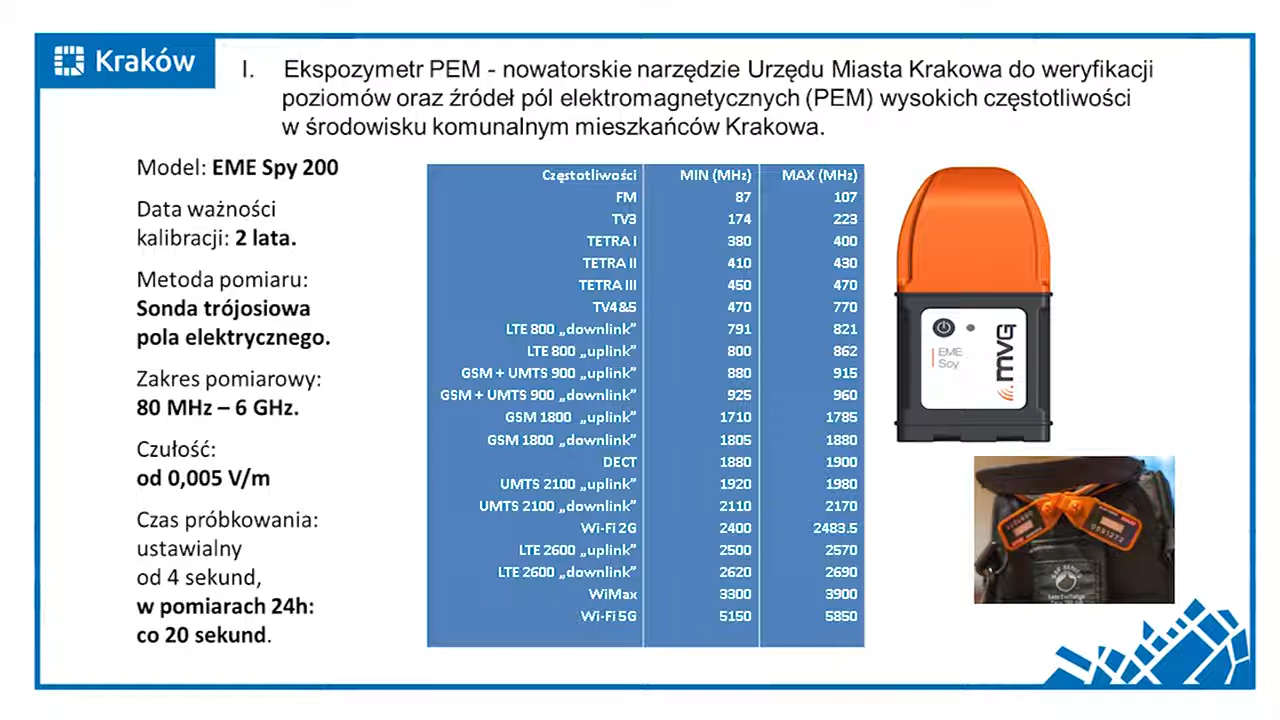 Kraków
I. Ekspozymetr PEM - nowatorskie narzędzie Urzędu Miasta Krakowa do weryfikacji
poziomów oraz źródeł pól elektromagnetycznych (PEM) wysokich częstotliwości
w środowisku komunalnym mieszkańców Krakowa.
Model: EME Spy 200
Data ważności
kalibracji: 2 lata.
Metoda pomiaru:
Sonda trójosiowa
pola elektrycznego.
Zakres pomiarowy:
80 MHz – 6 GHz.
Czułość:
od 0,005 V/m
Czas próbkowania:
ustawialny
od 4 sekund,
w pomiarach 24h:
co 20 sekund.
Częstotliwości MIN (MHz) MAX (MHz)
FM 87 107
TV3 174 223
TETRA I 380 400
TETRA II 410 430
TETRA III 450 470
TV4&5 470 770
LTE 800 „downlink” 791 821
LTE 800 „uplink” 800 862
GSM + UMTS 900 „uplink” 880 915
GSM + UMTS 900 „downlink” 925 960
GSM 1800 „uplink” 1710 1785
GSM 1800 „downlink” 1805 1880
DECT 1880 1900
UMTS 2100 „uplink” 1920 1980
UMTS 2100 „downlink” 2110 2170
Wi-Fi 2G 2400 2483.5
LTE 2600 „uplink” 2500 2570
LTE 2600 „downlink” 2620 2690
WiMax 3300 3900
Wi-Fi 5G 5150 5850
EME
Spy
mvg
0591272